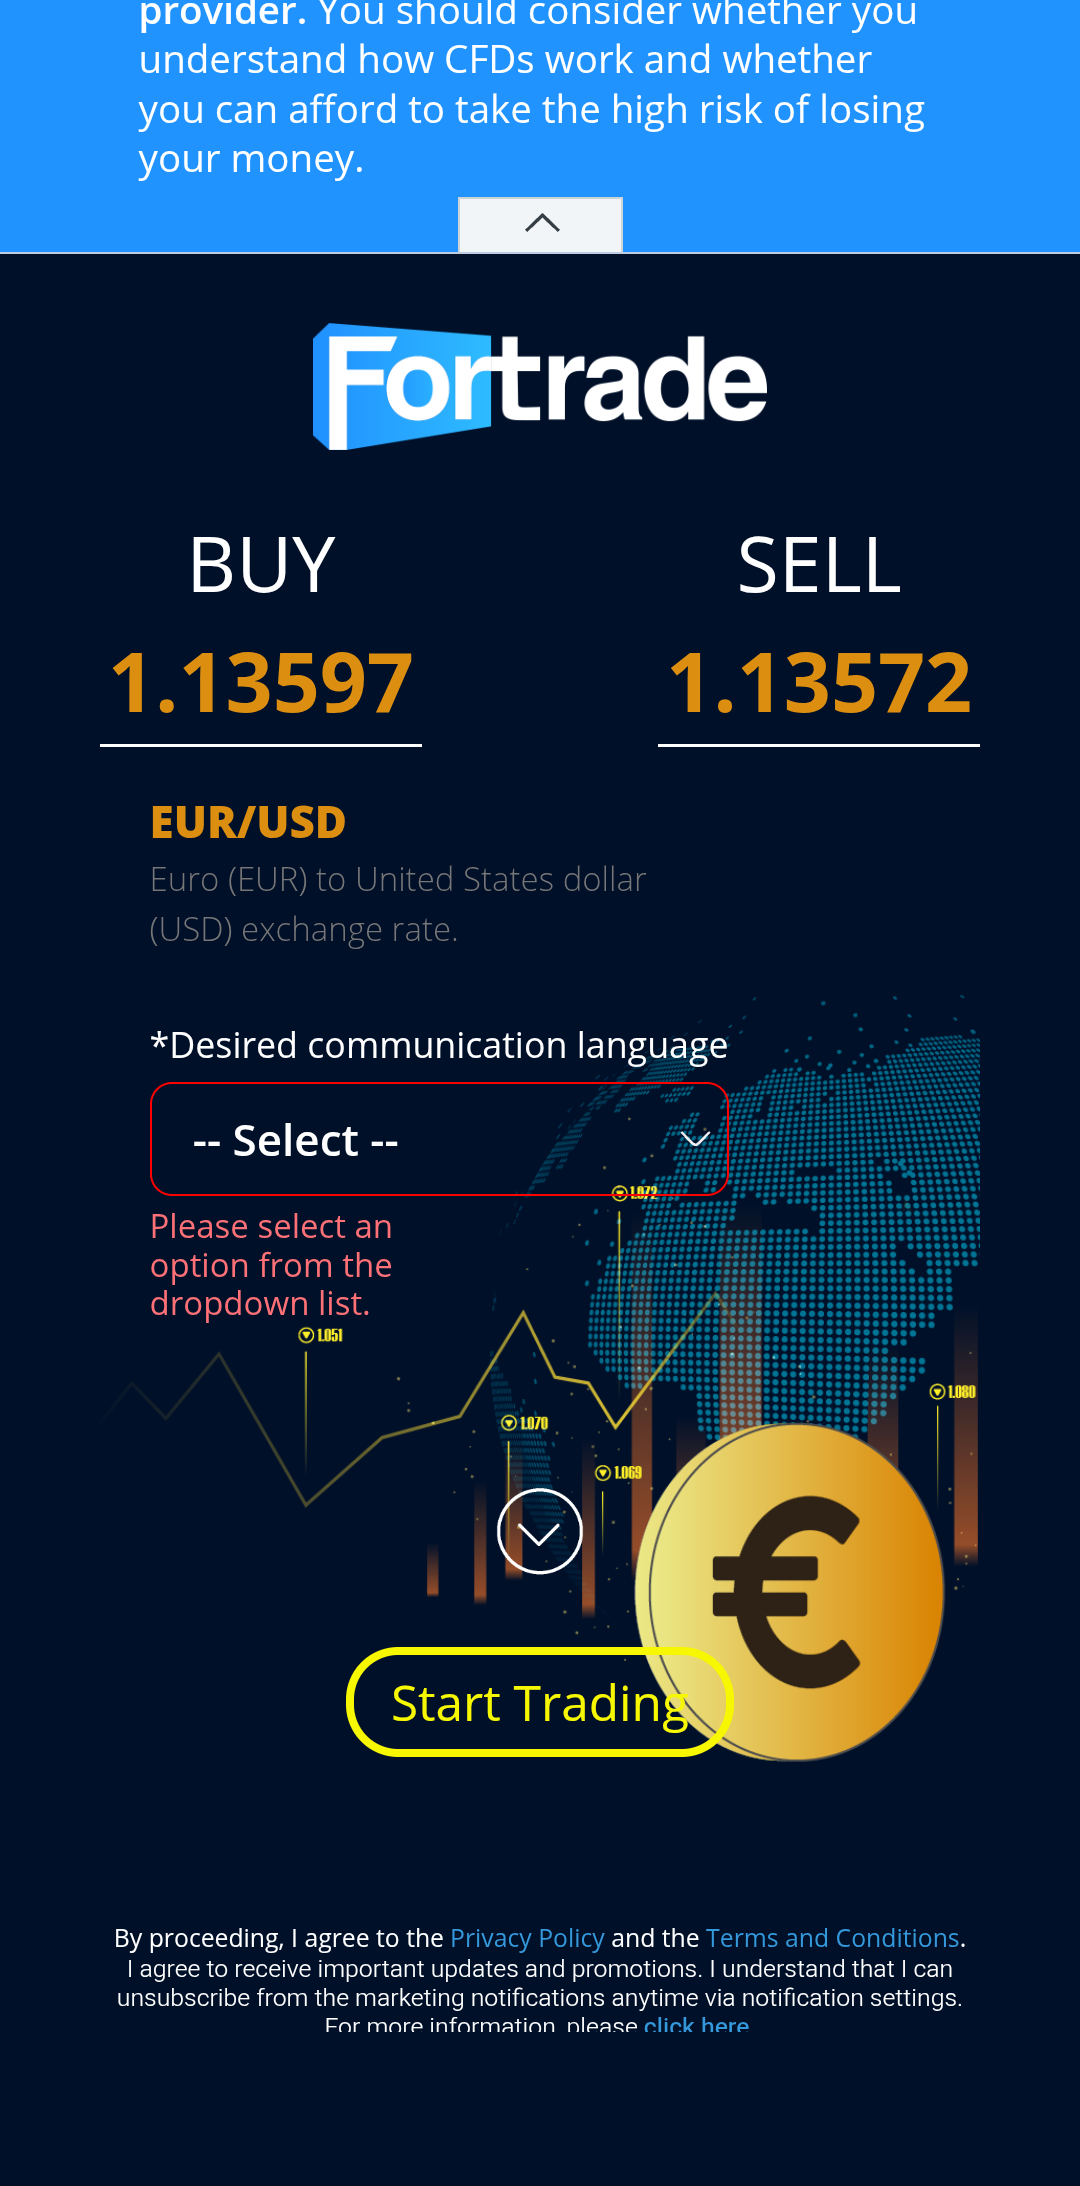 provider. You should consider whether you
understand how CFDs work and whether
you can afford to take the high risk of losing
your money.
Fortrade
BUY
SELL
1.13597
1.13572
EUR/USD
Euro (EUR) to United States dollar
(USD) exchange rate.
*Desired communication language
-- Select --
1.072
Please select an
option from the
dropdown list.
1.051
1.080
1.070
1.069
€
Start Trading
By proceeding, I agree to the Privacy Policy and the Terms and Conditions.
I agree to receive important updates and promotions. I understand that I can
unsubscribe from the marketing notifications anytime via notification settings.
For more information, please click here